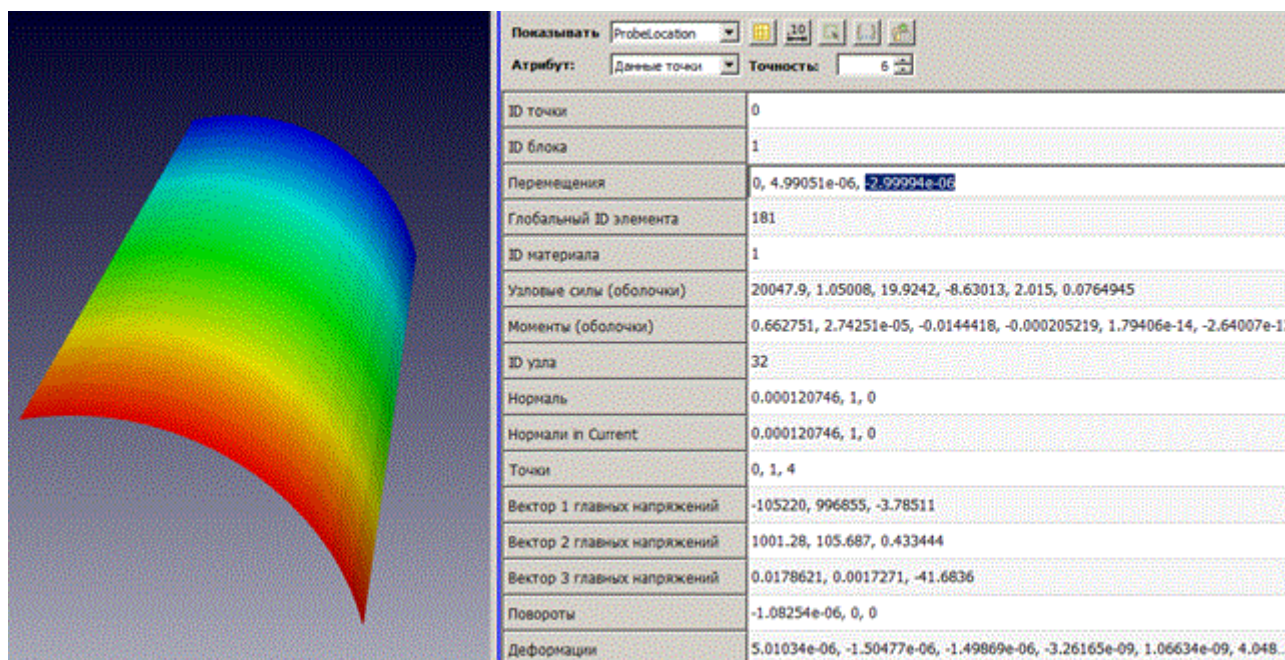 Показывать ProbeLocation
Атрибут: Данные точки Точность: 6
ID точки 0
ID блока 1
Перемещения 0, 4.99051e-06, -2.99994e-06
Глобальный ID элемента 181
ID материала 1
Узловые силы (оболочки) 20047.9, 1.05008, 19.9242, -8.63013, 2.015, 0.0764945
Моменты (оболочки) 0.662751, 2.74251e-05, -0.0144418, -0.000205219, 1.79406e-14, -2.64007e-1
ID узла 32
Нормаль 0.000120746, 1, 0
Нормали in Current 0.000120746, 1, 0
Точки 0, 1, 4
Вектор 1 главных напряжений -105220, 996855, -3.78511
Вектор 2 главных напряжений 1001.28, 105.687, 0.433444
Вектор 3 главных напряжений 0.0178621, 0.0017271, -41.6836
Повороты -1.08254e-06, 0, 0
Деформации 5.01034e-06, -1.50477e-06, -1.49869e-06, -3.26165e-09, 1.06634e-09, 4.048...